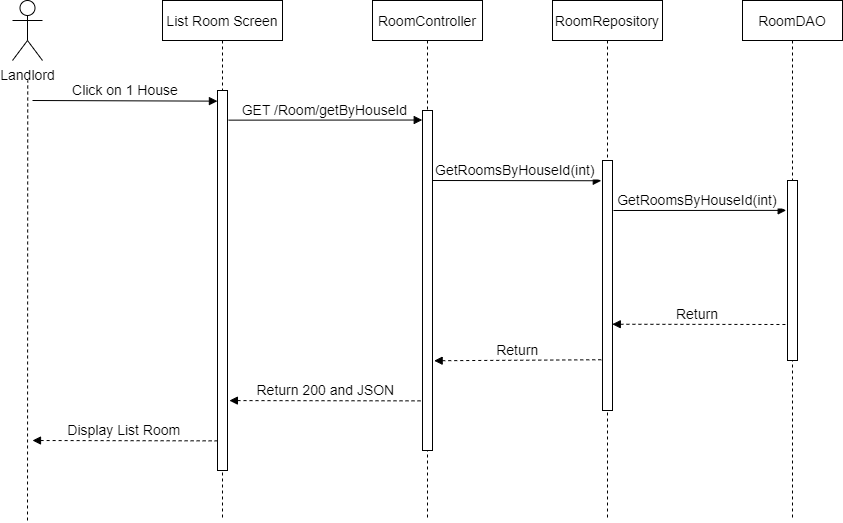 List Room Screen
RoomController
RoomRepository
RoomDAO
Landlord
Click on 1 House
GET /Room/getByHouseId
GetRoomsByHouseId(int)
GetRoomsByHouseId(int)
Return
Return
Return 200 and JSON
Display List Room